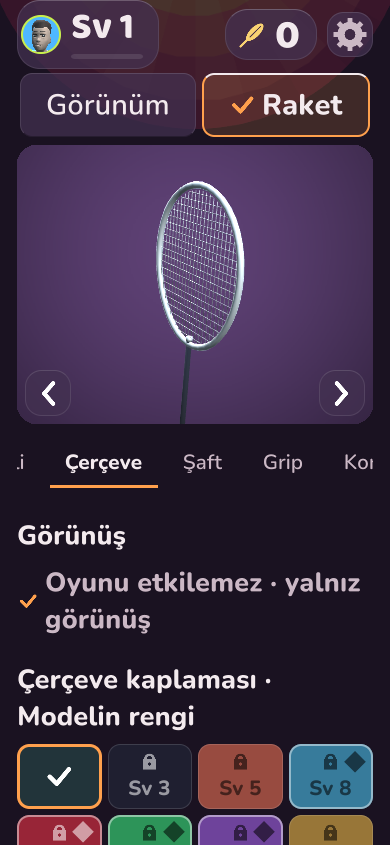 Sv 1
0
Görünüm
Raket
Çerçeve
Şaft
Grip
Görünüş
Oyunu etkilemez · yalnız
görünüş
Çerçeve kaplaması ·
Modelin rengi
Sv 3
Sv 5
Sv 8